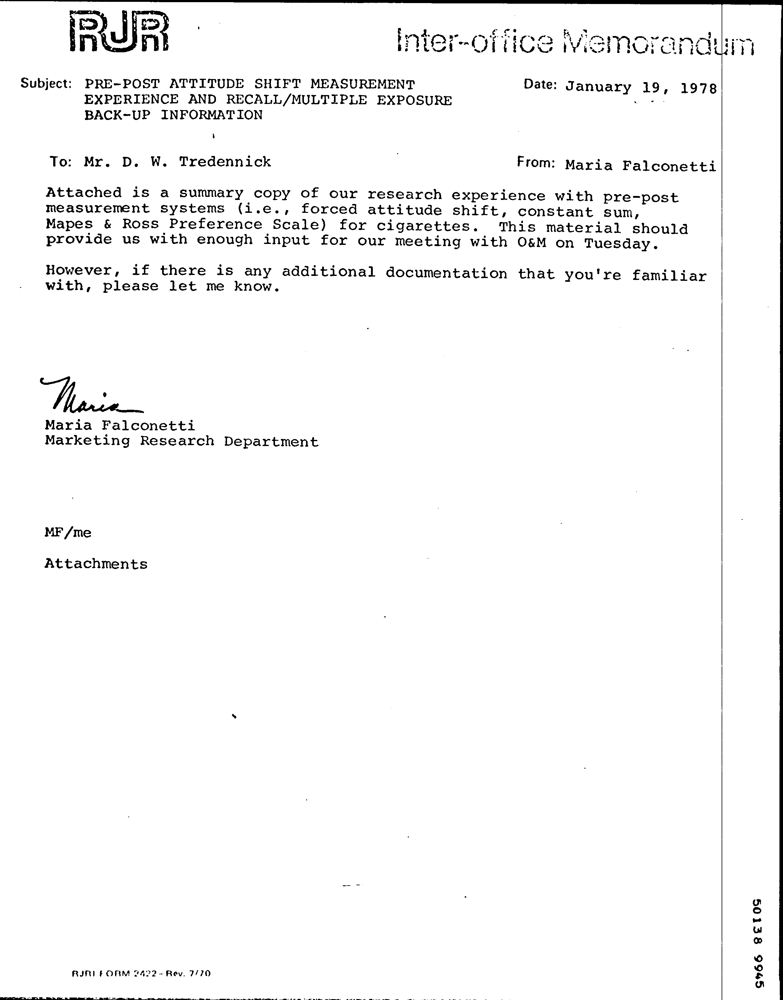 RJR
Inter-office Memorandum
Subject: PRE-POST ATTITUDE SHIFT MEASUREMENT
EXPERIENCE AND RECALL/MULTIPLE EXPOSURE
BACK-UP INFORMATION
Date: January 19, 1978
To: Mr. D. W. Tredennick
From: Maria Falconetti
Attached is a summary copy of our research experience with pre-post
measurement systems (i.e., forced attitude shift, constant sum,
Mapes & Ross Preference Scale) for cigarettes. This material should
provide us with enough input for our meeting with O&M on Tuesday.
However, if there is any additional documentation that you're familiar
with, please let me know.
Maria
Maria Falconetti
Marketing Research Department
MF/me
Attachments
50138 9945
RJRI FORM 2422 - Rev. 7/70